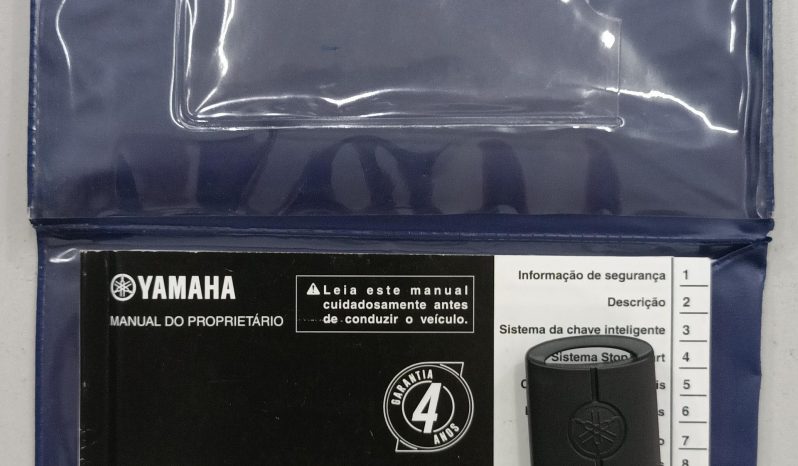 YAMAHA
MANUAL DO PROPRIETÁRIO
Leia este manual
cuidadosamente antes
de conduzir o veículo.
GARANTIA
4
ANOS
Informação de segurança 1
Descrição 2
Sistema da chave inteligente 3
Sistema Stop 4
5
6
7
8